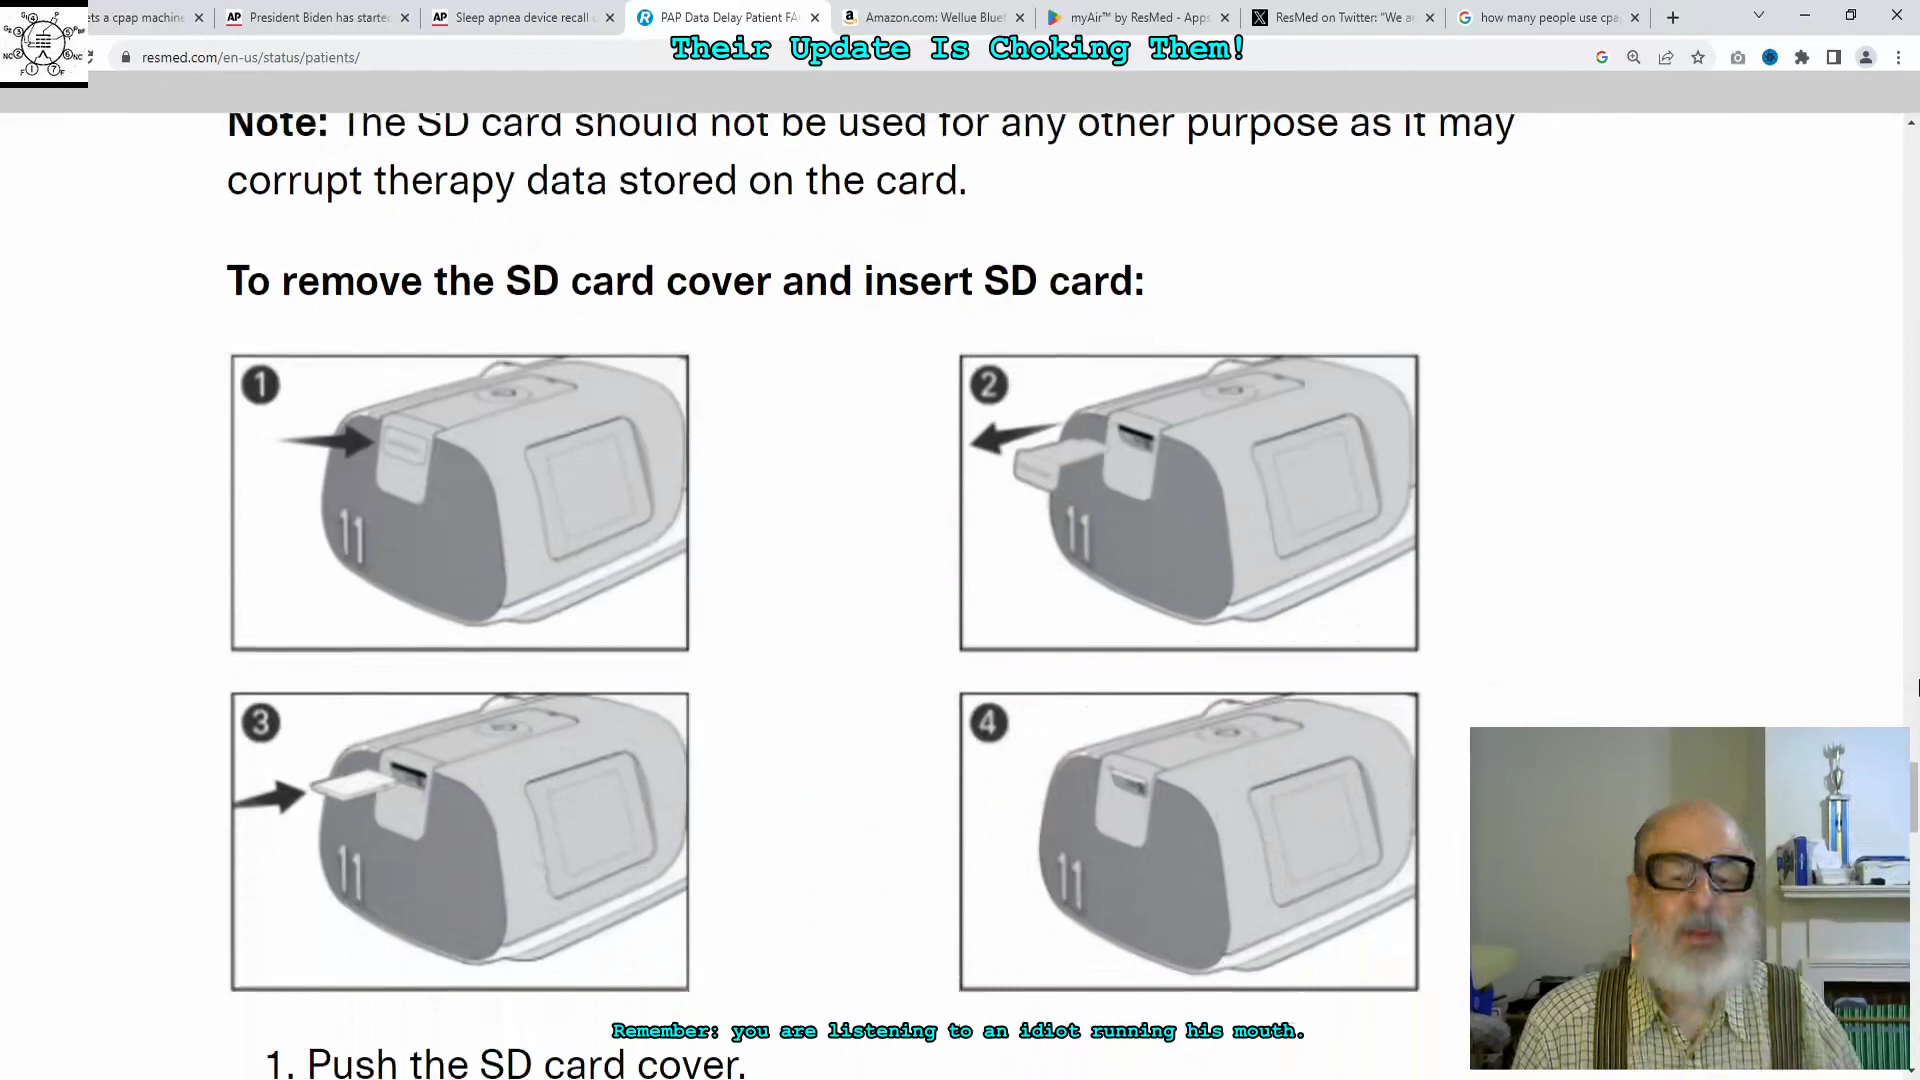 ets a cpap machine
President Biden has starte
Sleep apnea device recall
PAP Data Delay Patient FA
Amazon.com: Wellue Blue
myAir™ by ResMed - Apps
ResMed on Twitter: "We a
how many people use cpa
Their Update Is Choking Them!
resmed.com/en-us/status/patients/
Note: The SD card should not be used for any other purpose as it may
corrupt therapy data stored on the card.
To remove the SD card cover and insert SD card:
1
11
2
11
3
11
4
11
Remember: you are listening to an idiot running his mouth.
1. Push the SD card cover.